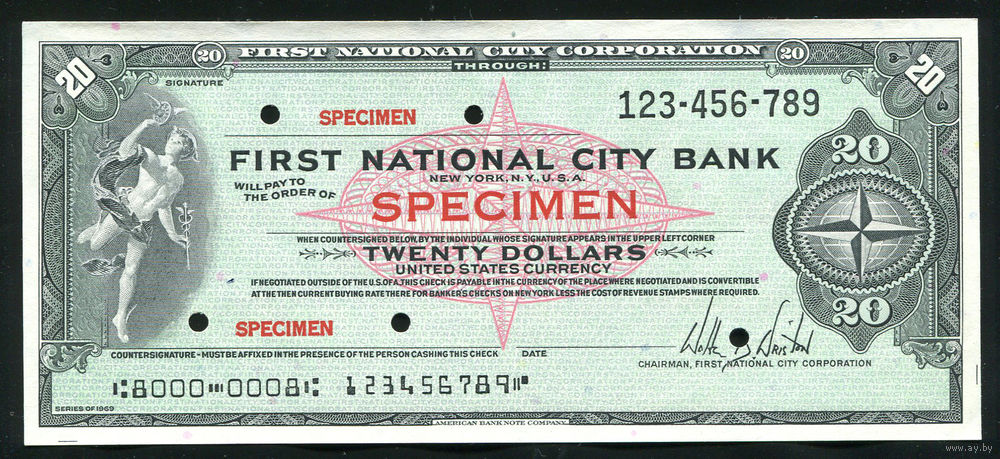 20 FIRST NATIONAL CITY CORPORATION 20
THROUGH:
20
20
SIGNATURE
SPECIMEN
123-456-789
FIRST NATIONAL CITY BANK
NEW YORK, N.Y., U.S.A.
20
WILL PAY TO
THE ORDER OF
SPECIMEN
WHEN COUNTERSIGNED BELOW, BY THE INDIVIDUAL WHOSE SIGNATURE APPEARS IN THE UPPER LEFT CORNER
TWENTY DOLLARS
UNITED STATES CURRENCY
IF NEGOTIATED OUTSIDE OF THE U.S. OF A., THIS CHECK IS PAYABLE IN THE CURRENCY OF THE PLACE WHERE NEGOTIATED AND IS CONVERTIBLE
AT THE THEN CURRENT BUYING RATE THERE FOR BANKERS CHECKS ON NEW YORK LESS THE COST OF REVENUE STAMPS WHERE REQUIRED.
20
SPECIMEN
Walter B Wriston
COUNTERSIGNATURE - MUST BE AFFIXED IN THE PRESENCE OF THE PERSON CASHING THIS CHECK DATE
CHAIRMAN, FIRST NATIONAL CITY CORPORATION
⑆8000⑉0008⑆ 123456789⑈
20
20
SERIES OF 1969
AMERICAN BANK NOTE COMPANY.
www.ay.by